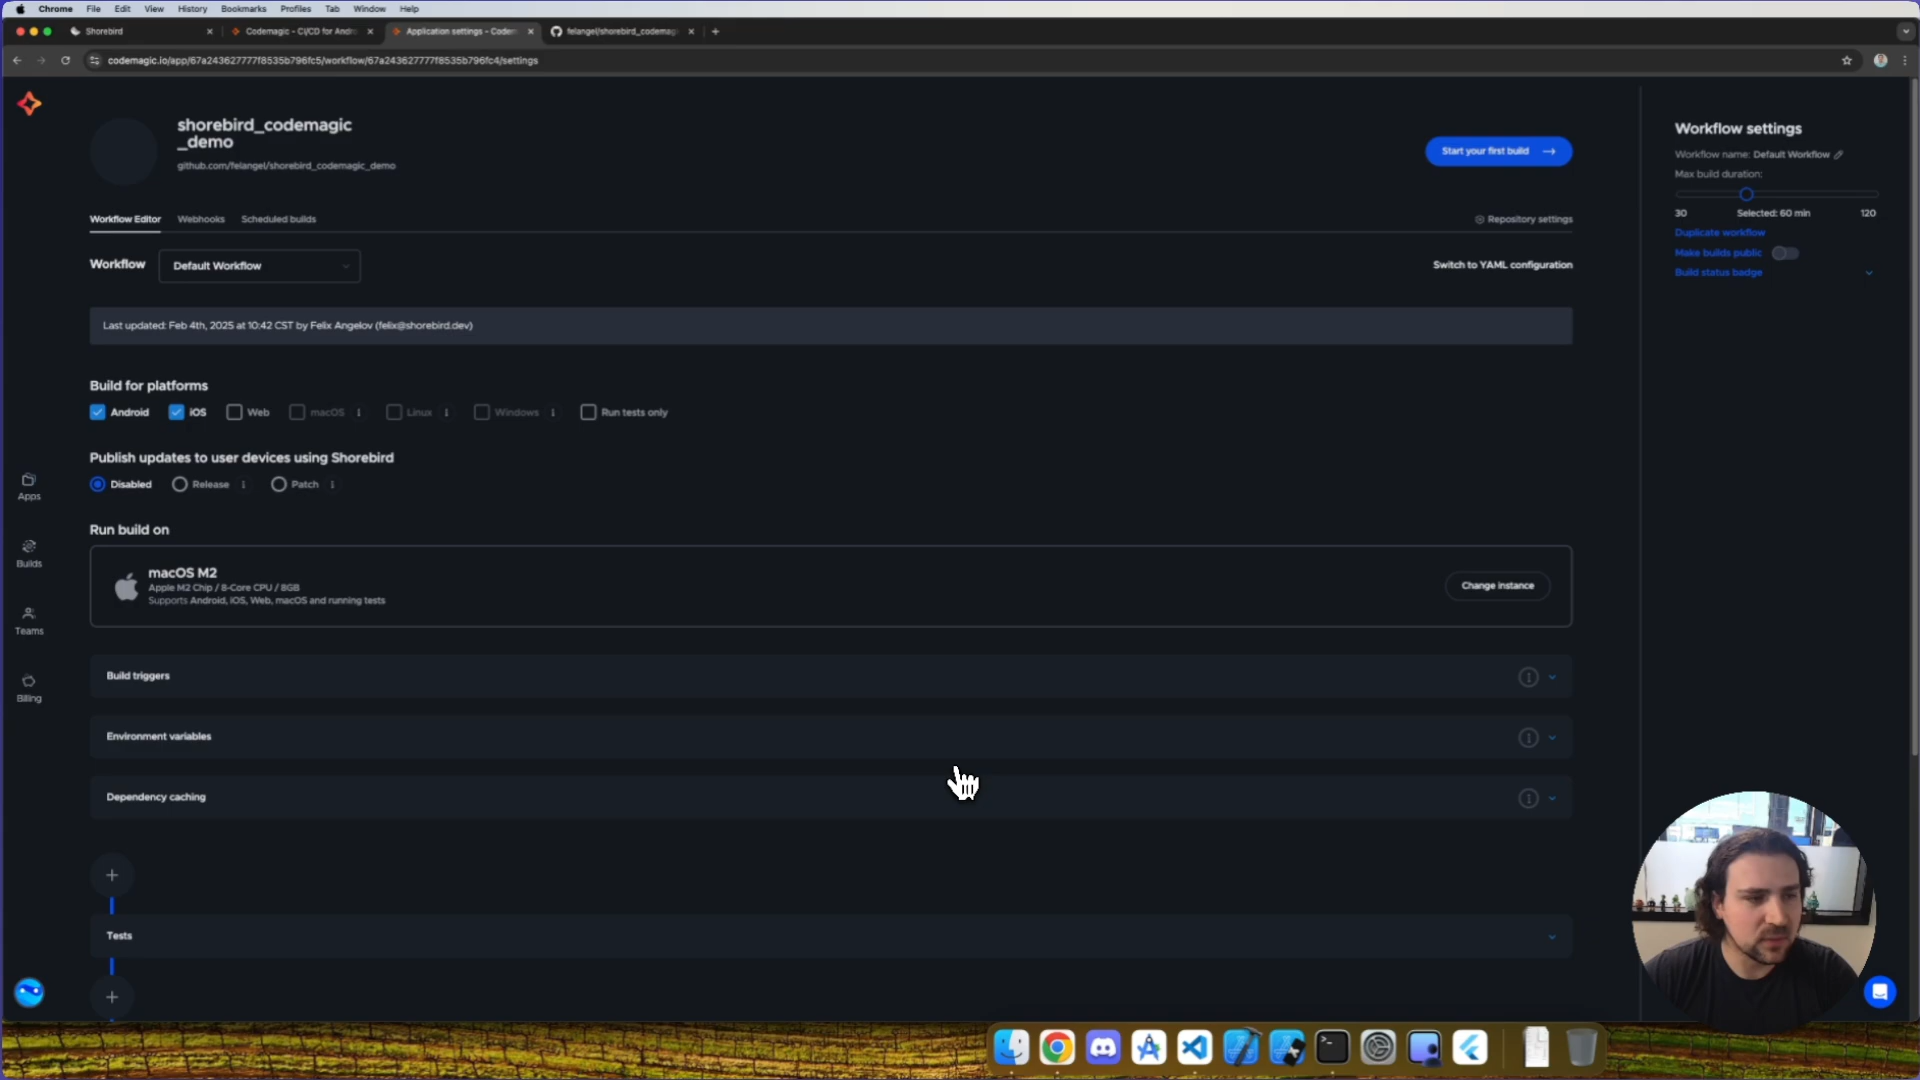 Chrome File Edit View History Bookmarks Profiles Tab Window Help
Shorebird
Codemagic - CI/CD for Andro
Application settings - Codem
felangel/shorebird_codemag
codemagic.io/app/67a243627777f8535b796fc5/workflow/67a243627777f8535b796fc4/settings
shorebird_codemagic
_demo
github.com/felangel/shorebird_codemagic_demo
Start your first build
Workflow Editor
Webhooks
Scheduled builds
Repository settings
Workflow
Default Workflow
Switch to YAML configuration
Last updated: Feb 4th, 2025 at 10:42 CST by Felix Angelov (felix@shorebird.dev)
Build for platforms
Android iOS Web macOS Linux Windows Run tests only
Publish updates to user devices using Shorebird
Disabled Release Patch
Run build on
macOS M2
Apple M2 Chip / 8-Core CPU / 8GB
Supports Android, iOS, Web, macOS and running tests
Change instance
Build triggers
Environment variables
Dependency caching
Tests
Apps
Builds
Teams
Billing
Workflow settings
Workflow name: Default Workflow
Max build duration:
30 Selected: 60 min 120
Duplicate workflow
Make builds public
Build status badge